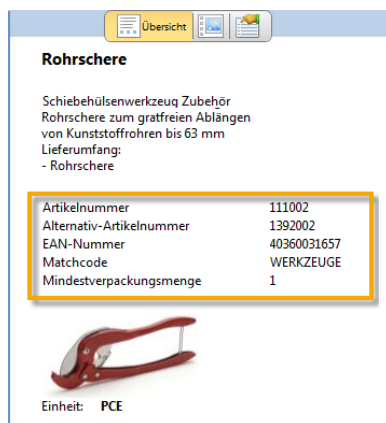 Übersicht
Rohrschere
Schiebehülsenwerkzeug Zubehör
Rohrschere zum gratfreien Ablängen
von Kunststoffrohren bis 63 mm
Lieferumfang:
- Rohrschere
Artikelnummer 111002
Alternativ-Artikelnummer 1392002
EAN-Nummer 40360031657
Matchcode WERKZEUGE
Mindestverpackungsmenge 1
Einheit: PCE